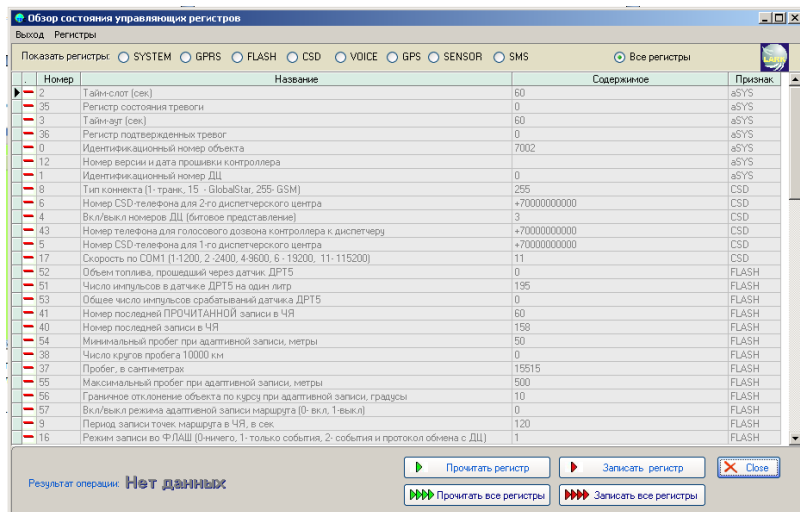 Обзор состояния управляющих регистров
Выход Регистры
Показать регистры: SYSTEM GPRS FLASH CSD VOICE GPS SENSOR SMS Все регистры
. Номер Название Содержимое Признак
2 Тайм-слот (сек) 60 aSYS
35 Регистр состояния тревоги 0 aSYS
3 Тайм-аут (сек) 60 aSYS
36 Регистр подтвержденных тревог 0 aSYS
0 Идентификационный номер объекта 7002 aSYS
12 Номер версии и дата прошивки контроллера aSYS
1 Идентификационный номер ДЦ 0 aSYS
8 Тип коннекта (1- транк, 15 - GlobalStar, 255- GSM) 255 CSD
6 Номер CSD-телефона для 2-го диспетчерского центра +70000000000 CSD
4 Вкл/выкл номеров ДЦ (битовое представление) 3 CSD
43 Номер телефона для голосового дозвона контроллера к диспетчеру +70000000000 CSD
5 Номер CSD-телефона для 1-го диспетчерского центра +70000000000 CSD
17 Скорость по COM1 (1-1200, 2 -2400, 4-9600, 6 - 19200, 11- 115200) 11 CSD
52 Объем топлива, прошедший через датчик ДРТ5 0 FLASH
51 Число импульсов в датчике ДРТ5 на один литр 195 FLASH
53 Общее число импульсов срабатываний датчика ДРТ5 0 FLASH
41 Номер последней ПРОЧИТАННОЙ записи в ЧЯ 60 FLASH
40 Номер последней записи в ЧЯ 158 FLASH
54 Минимальный пробег при адаптивной записи, метры 50 FLASH
38 Число кругов пробега 10000 км 0 FLASH
37 Пробег, в сантиметрах 15515 FLASH
55 Максимальный пробег при адаптивной записи, метры 500 FLASH
56 Граничное отклонение объекта по курсу при адаптивной записи, градусы 10 FLASH
57 Вкл/выкл режима адаптивной записи маршрута (0- вкл, 1-выкл) 0 FLASH
9 Период записи точек маршрута в ЧЯ, в сек 120 FLASH
16 Режим записи во ФЛАШ (0-ничего, 1- только события, 2- события и протокол обмена с ДЦ) 1 FLASH
Прочитать регистр Записать регистр Close
Результат операции: Нет данных
Прочитать все регистры Записать все регистры